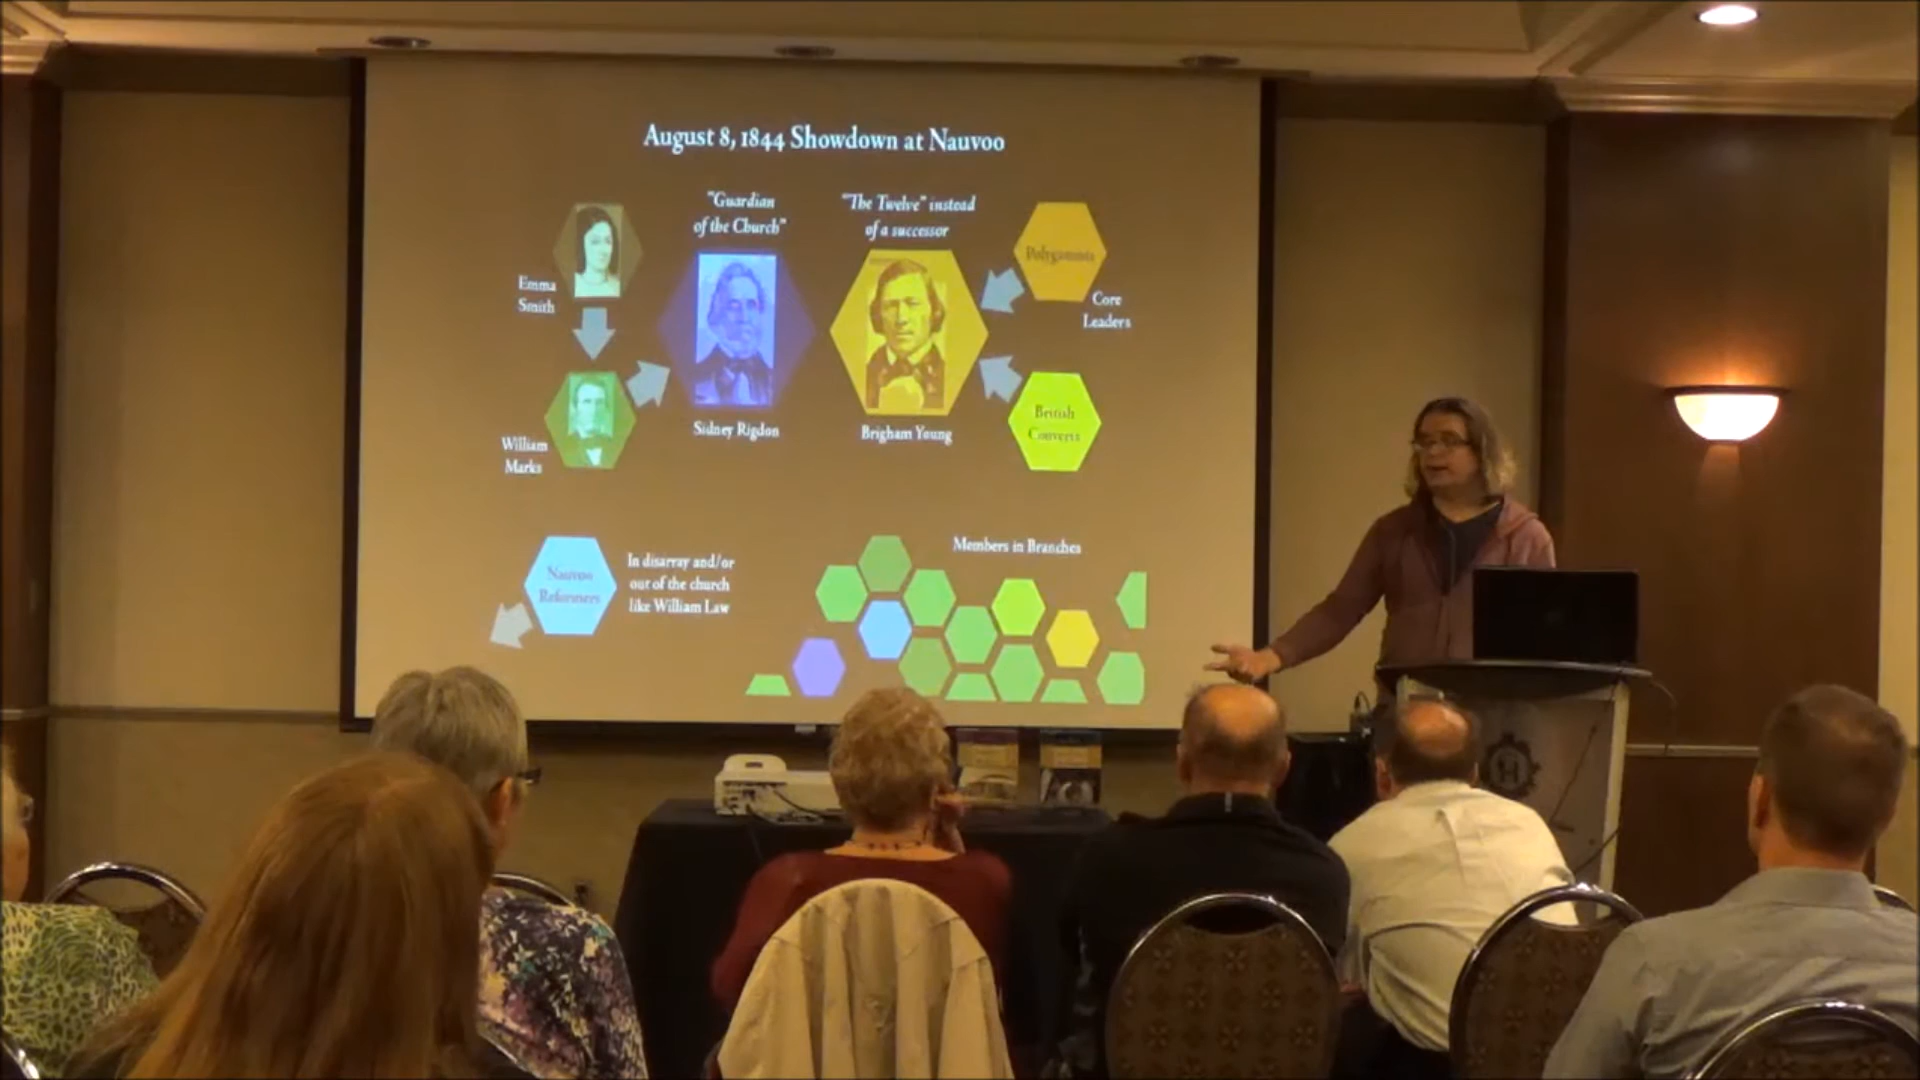 August 8, 1844 Showdown at Nauvoo
"Guardian
of the Church"
"The Twelve" instead
of a successor
Emma
Smith
Polygamists
Core
Leaders
William
Marks
Sidney Rigdon
Brigham Young
British
Converts
Nauvoo
Reformers
In disarray and/or
out of the church
like William Law
Members in Branches
H